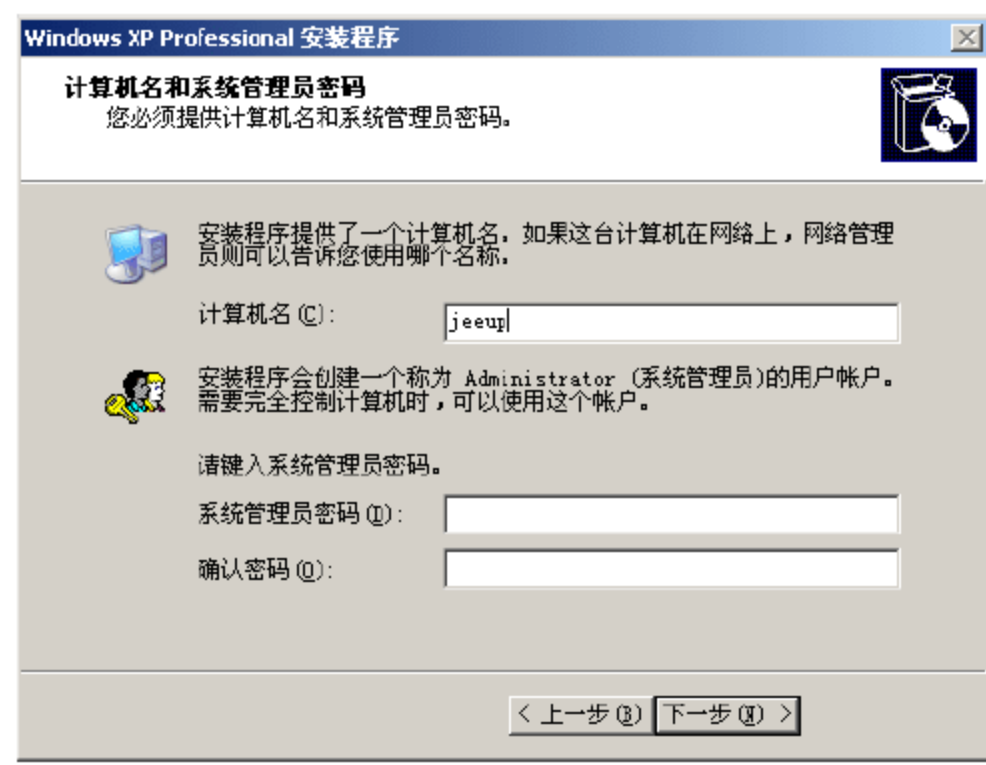 Windows XP Professional 安装程序
计算机名和系统管理员密码
您必须提供计算机名和系统管理员密码。
安装程序提供了一个计算机名，如果这台计算机在网络上，网络管理
员则可以告诉您使用哪个名称。
计算机名(C):
jeeup
安装程序会创建一个称为 Administrator (系统管理员)的用户帐户。
需要完全控制计算机时，可以使用这个帐户。
请键入系统管理员密码。
系统管理员密码(D):
确认密码(O):
< 上一步(B) 下一步(N) >